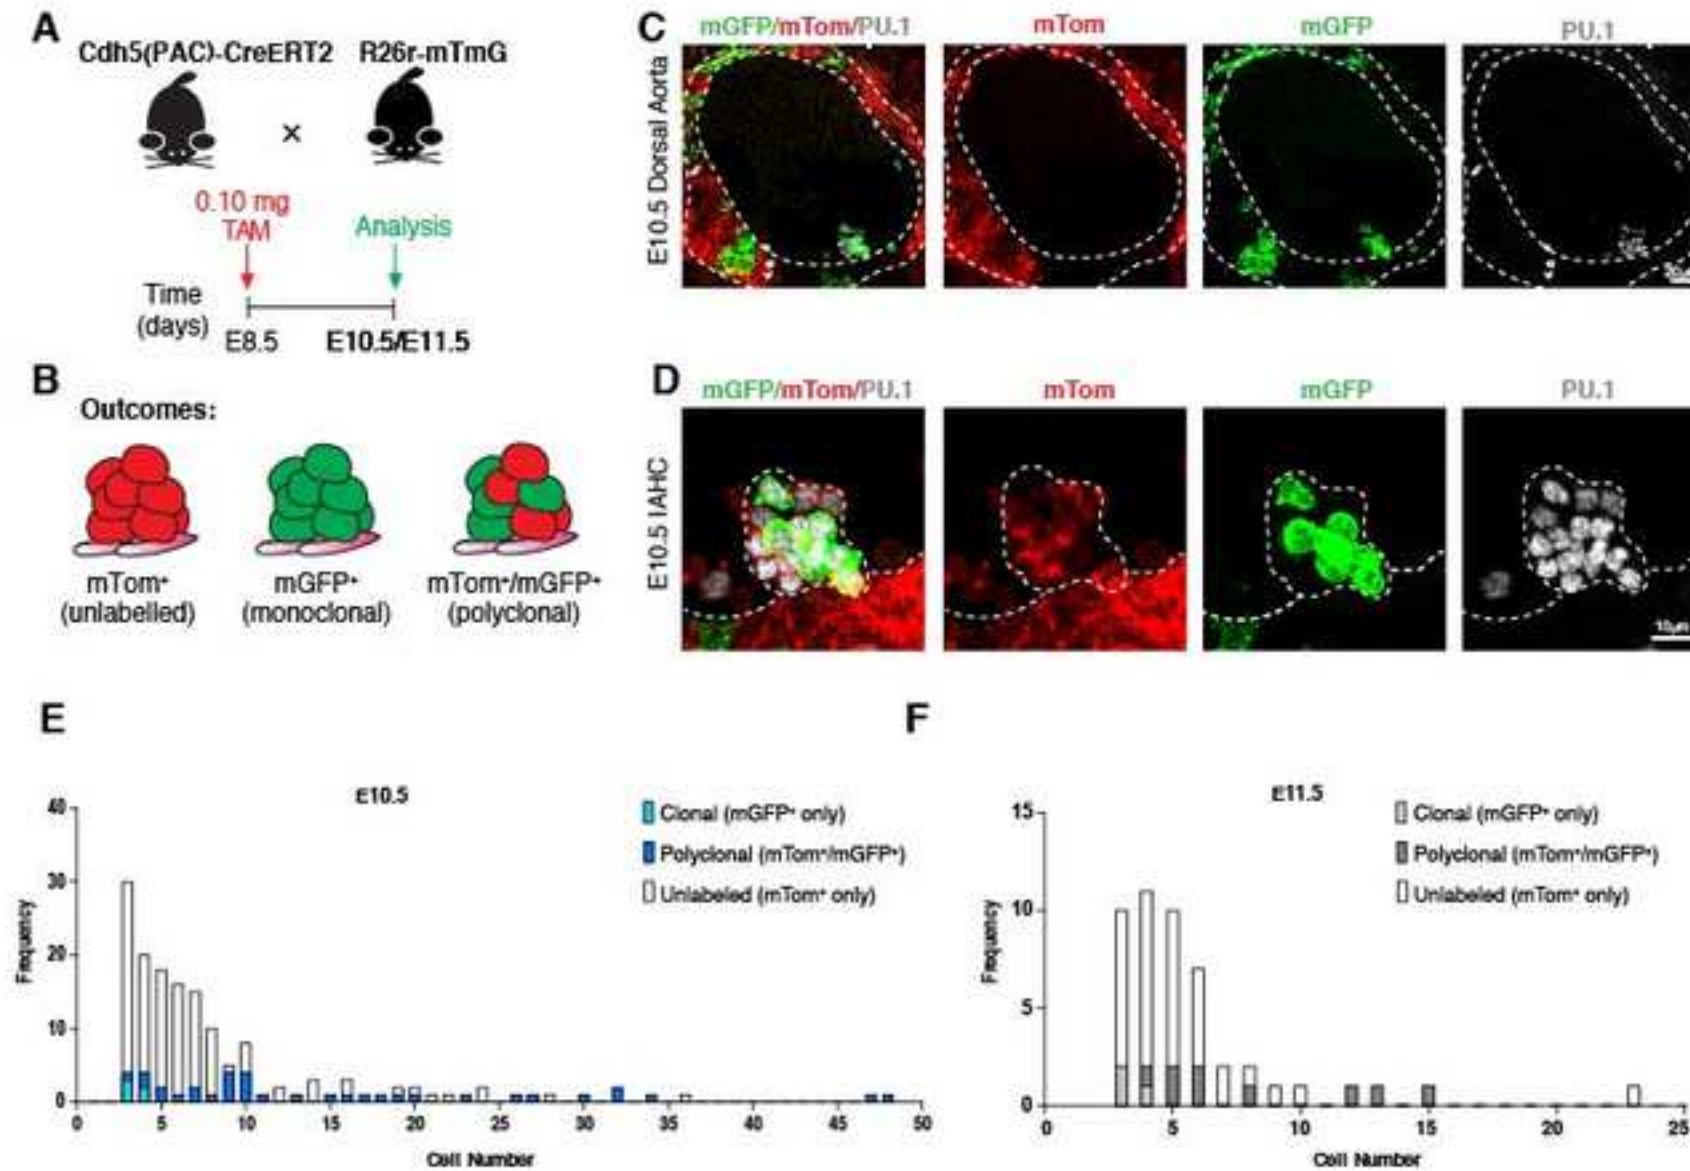 A
Cdh5(PAC)-CreERT2 R26r-mTmG
×
0.10 mg
TAM
Analysis
Time
(days)
E8.5
E10.5/E11.5
B
Outcomes:
mTom⁺
(unlabelled)
mGFP⁺
(monoclonal)
mTom⁺/mGFP⁺
(polyclonal)
C
mGFP/mTom/PU.1
mTom
mGFP
PU.1
E10.5 Dorsal Aorta
D
mGFP/mTom/PU.1
mTom
mGFP
PU.1
E10.5 IAHC
10µm
E
E10.5
Clonal (mGFP⁺ only)
Polyclonal (mTom⁺/mGFP⁺)
Unlabeled (mTom⁺ only)
Frequency
40
30
20
10
0
0 5 10 15 20 25 30 35 40 45 50
Cell Number
F
E11.5
Clonal (mGFP⁺ only)
Polyclonal (mTom⁺/mGFP⁺)
Unlabeled (mTom⁺ only)
Frequency
15
10
5
0
0 5 10 15 20 25
Cell Number